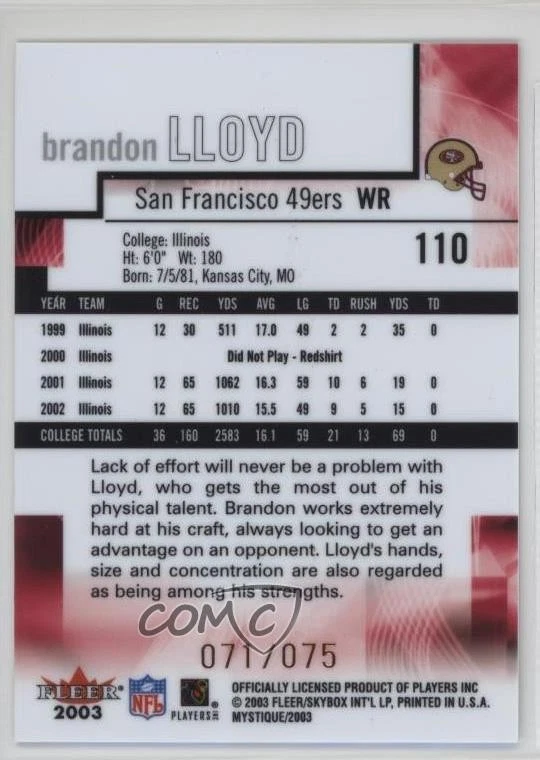 brandon LLOYD
San Francisco 49ers WR
110
College: Illinois
Ht: 6'0" Wt: 180
Born: 7/5/81, Kansas City, MO
YEAR TEAM G REC YDS AVG LG TD RUSH YDS TD
1999 Illinois 12 30 511 17.0 49 2 2 35 0
2000 Illinois Did Not Play - Redshirt
2001 Illinois 12 65 1062 16.3 59 10 6 19 0
2002 Illinois 12 65 1010 15.5 49 9 5 15 0
COLLEGE TOTALS 36 160 2583 16.1 59 21 13 69 0
Lack of effort will never be a problem with
Lloyd, who gets the most out of his
physical talent. Brandon works extremely
hard at his craft, always looking to get an
advantage on an opponent. Lloyd's hands,
size and concentration are also regarded
as being among his strengths.
COMC
071/075
FLEER
2003
NFL
PLAYERS INC
OFFICIALLY LICENSED PRODUCT OF PLAYERS INC
© 2003 FLEER/SKYBOX INT'L LP, PRINTED IN U.S.A.
MYSTIQUE/2003